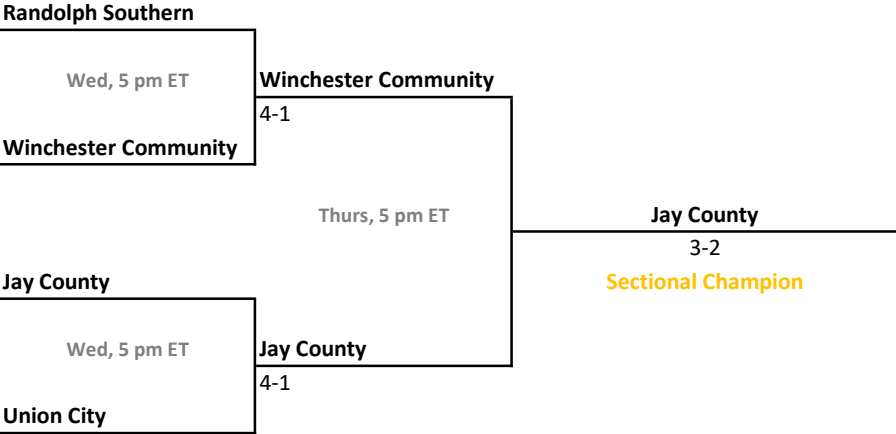 Randolph Southern
Wed, 5 pm ET
Winchester Community
4-1
Winchester Community
Thurs, 5 pm ET
Jay County
3-2
Sectional Champion
Jay County
Wed, 5 pm ET
Jay County
4-1
Union City